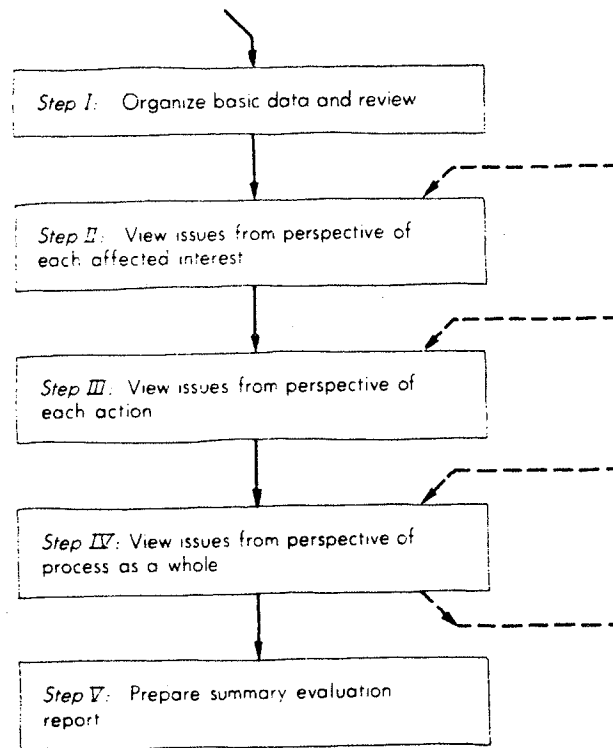 Step I: Organize basic data and review
Step II: View issues from perspective of
each affected interest
Step III: View issues from perspective of
each action
Step IV: View issues from perspective of
process as a whole
Step V: Prepare summary evaluation
report